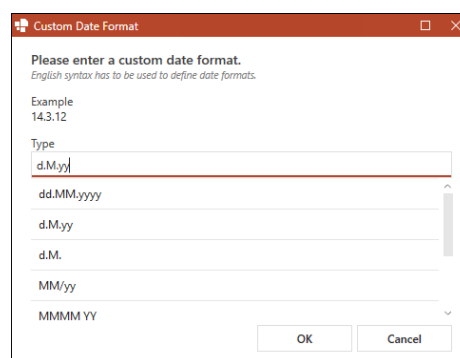 Custom Date Format
Please enter a custom date format.
English syntax has to be used to define date formats.
Example
14.3.12
Type
d.M.yy
dd.MM.yyyy
d.M.yy
d.M.
MM/yy
MMMM YY
OK Cancel